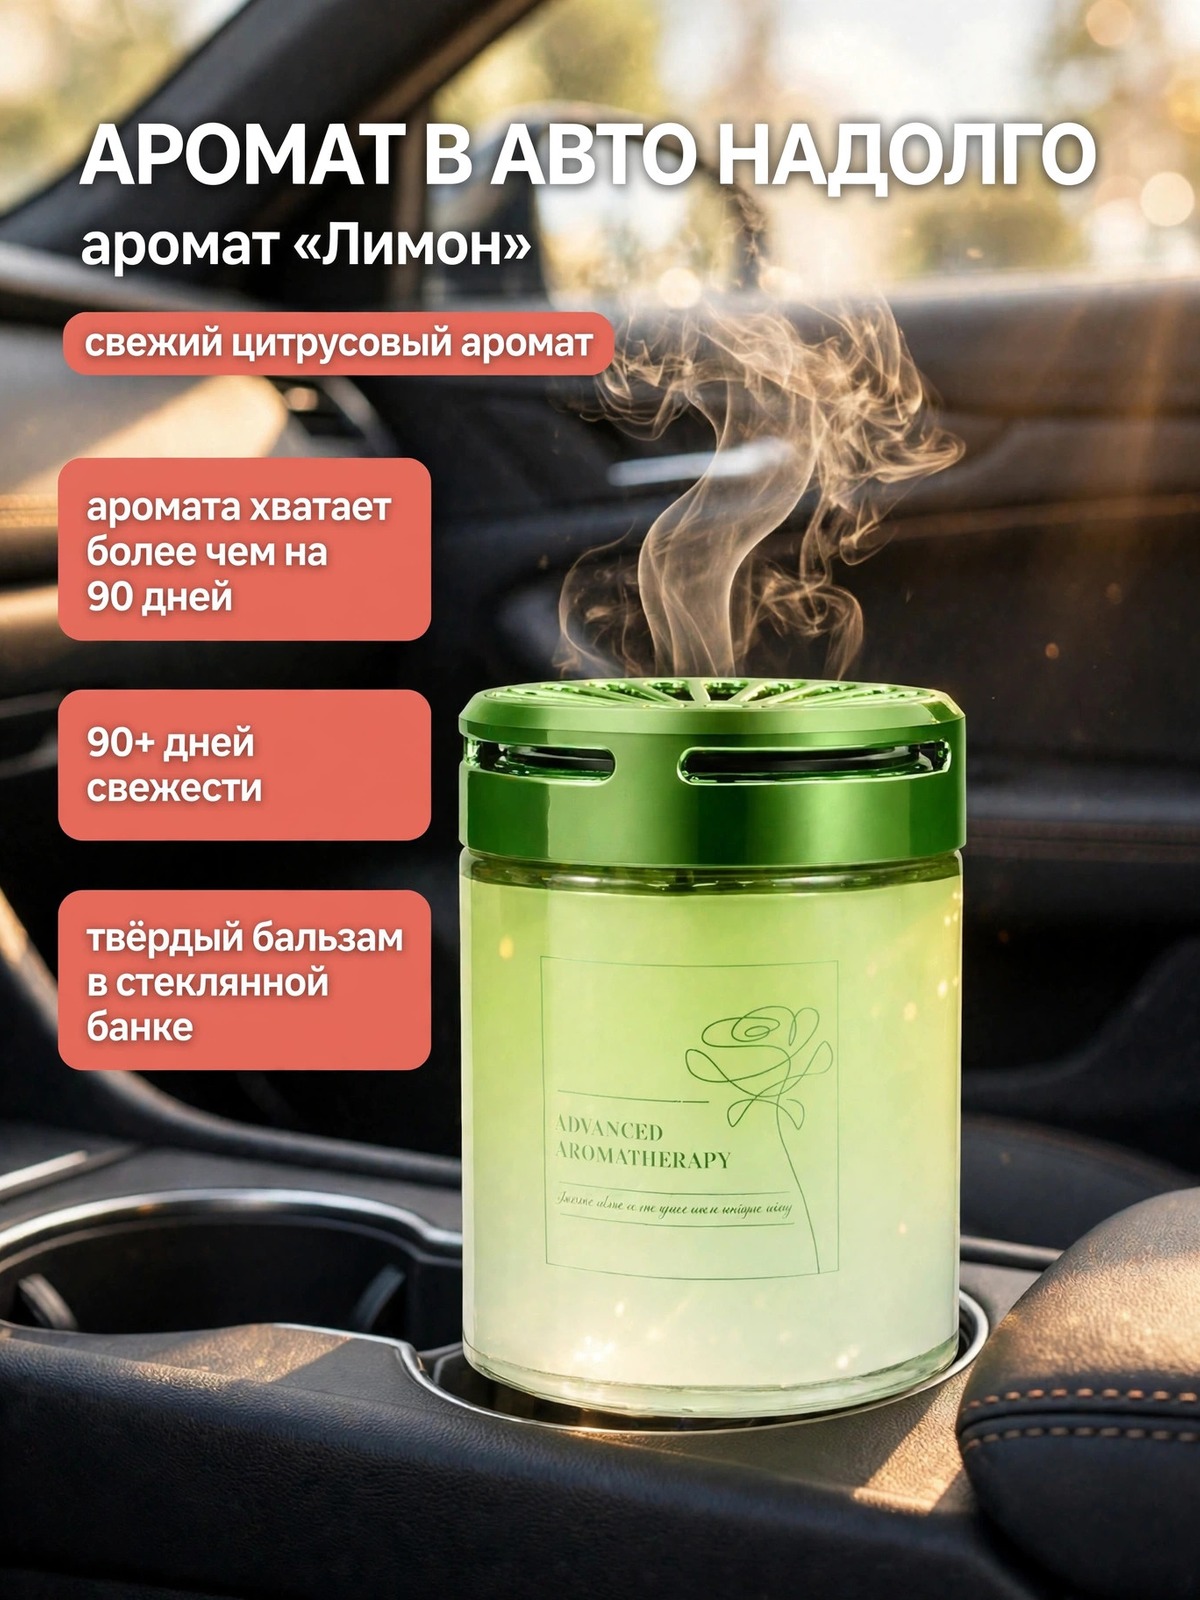 АРОМАТ В АВТО НАДОЛГО
аромат «Лимон»
свежий цитрусовый аромат
аромата хватает
более чем на
90 дней
90+ дней
свежести
твёрдый бальзам
в стеклянной
банке
ADVANCED
AROMATHERAPY